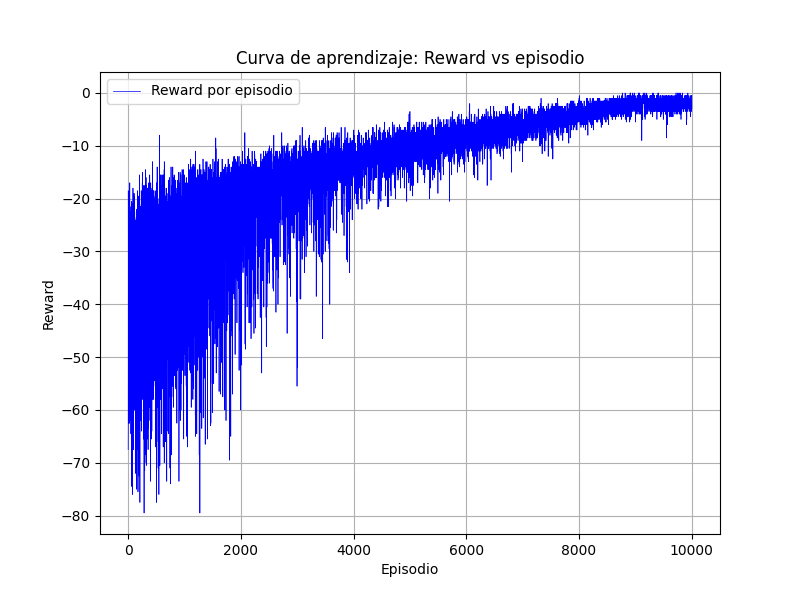 Curva de aprendizaje: Reward vs episodio
Reward por episodio
0
−10
−20
−30
−40
−50
−60
−70
−80
Reward
0 2000 4000 6000 8000 10000
Episodio